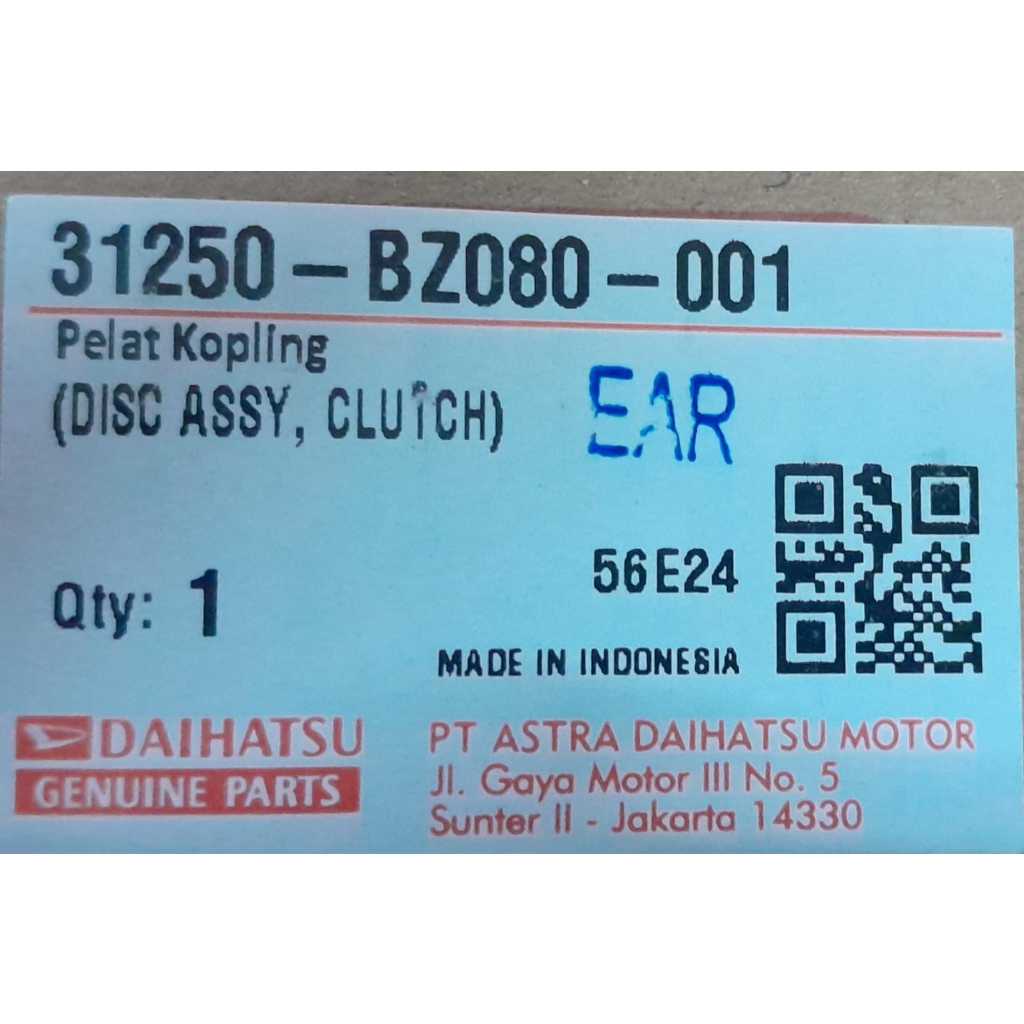 31250-BZ080-001
Pelat Kopling
(DISC ASSY, CLUTCH)
EAR
56E24
Qty: 1
MADE IN INDONESIA
DAIHATSU
GENUINE PARTS
PT ASTRA DAIHATSU MOTOR
Jl. Gaya Motor III No. 5
Sunter II - Jakarta 14330